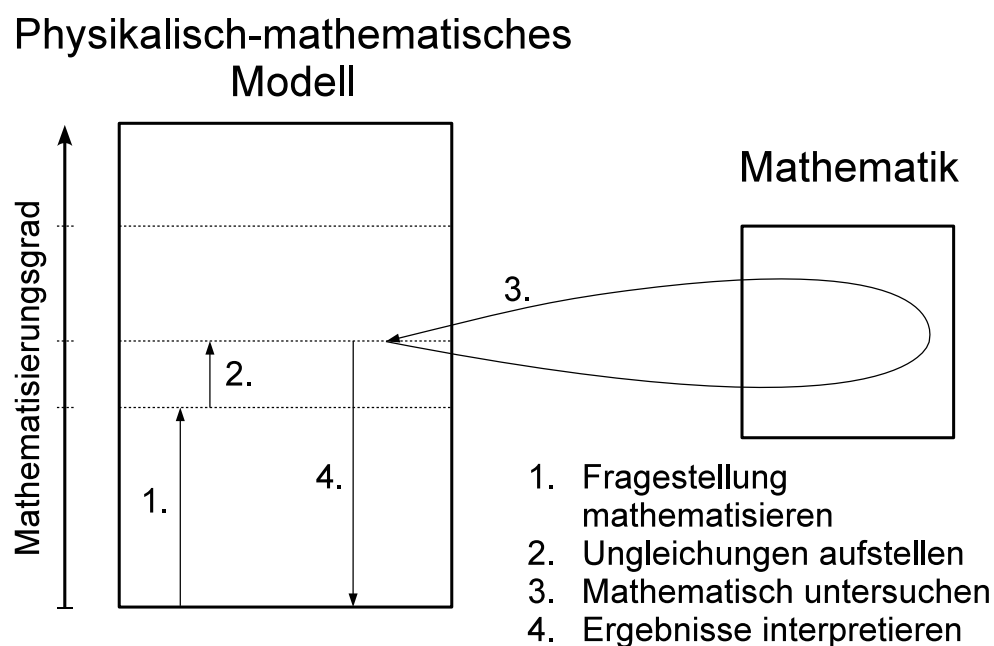 Physikalisch-mathematisches
Modell
Mathematik
Mathematisierungsgrad
3.
2.
1.
4.
1. Fragestellung
mathematisieren
2. Ungleichungen aufstellen
3. Mathematisch untersuchen
4. Ergebnisse interpretieren